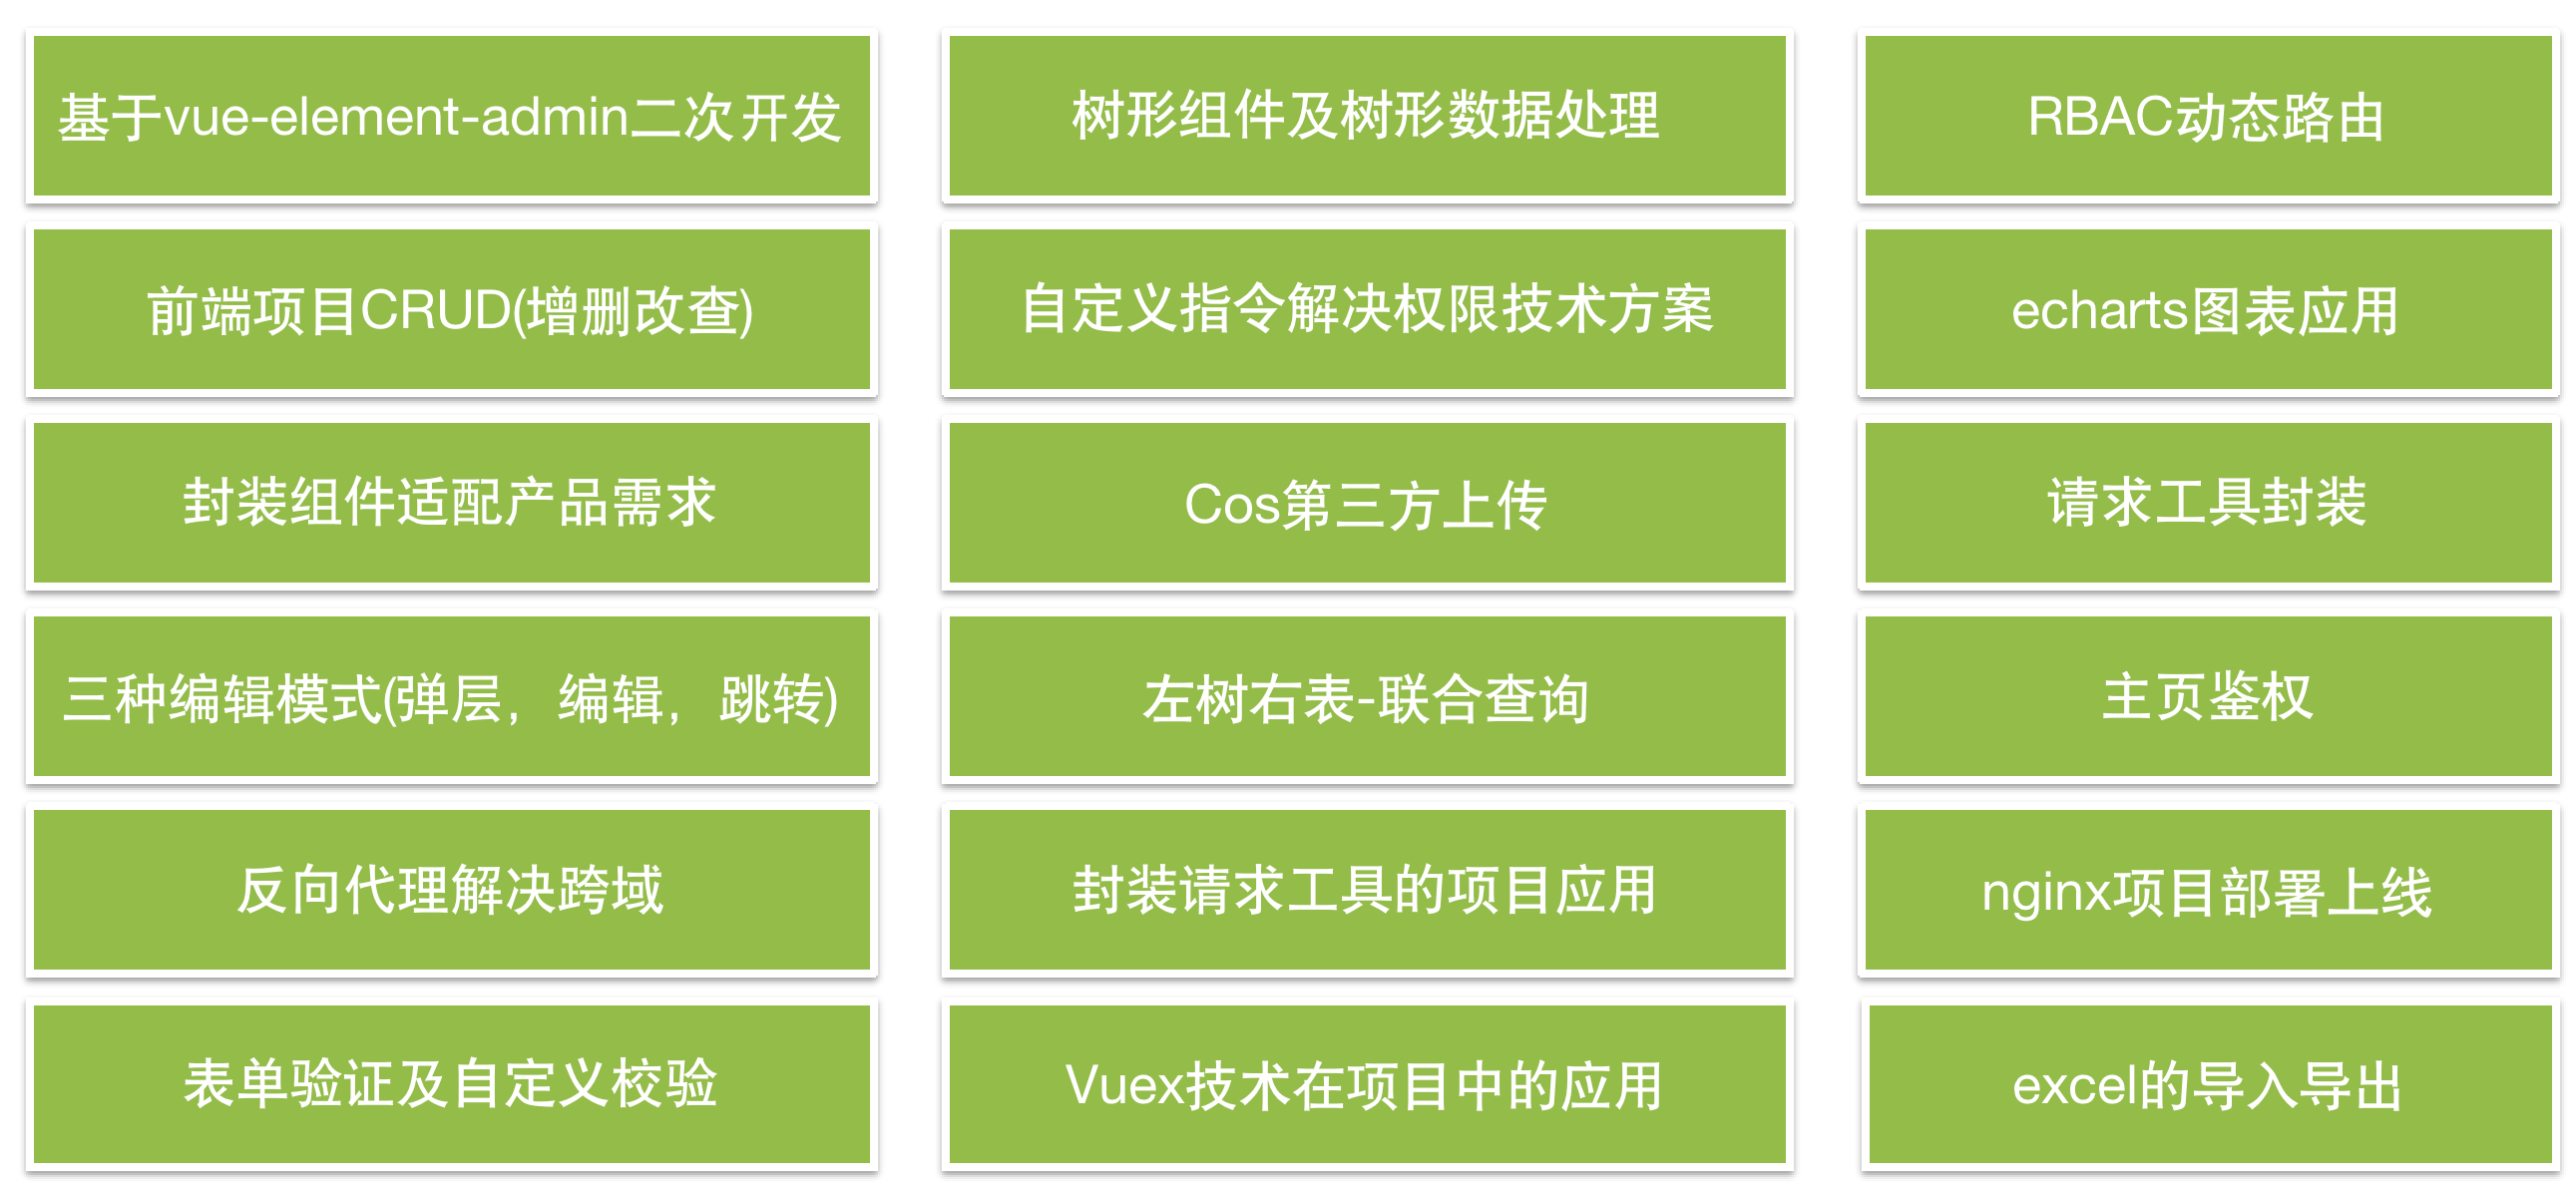 基于vue-element-admin二次开发
树形组件及树形数据处理
RBAC动态路由
前端项目CRUD(增删改查)
自定义指令解决权限技术方案
echarts图表应用
封装组件适配产品需求
Cos第三方上传
请求工具封装
三种编辑模式(弹层，编辑，跳转)
左树右表-联合查询
主页鉴权
反向代理解决跨域
封装请求工具的项目应用
nginx项目部署上线
表单验证及自定义校验
Vuex技术在项目中的应用
excel的导入导出